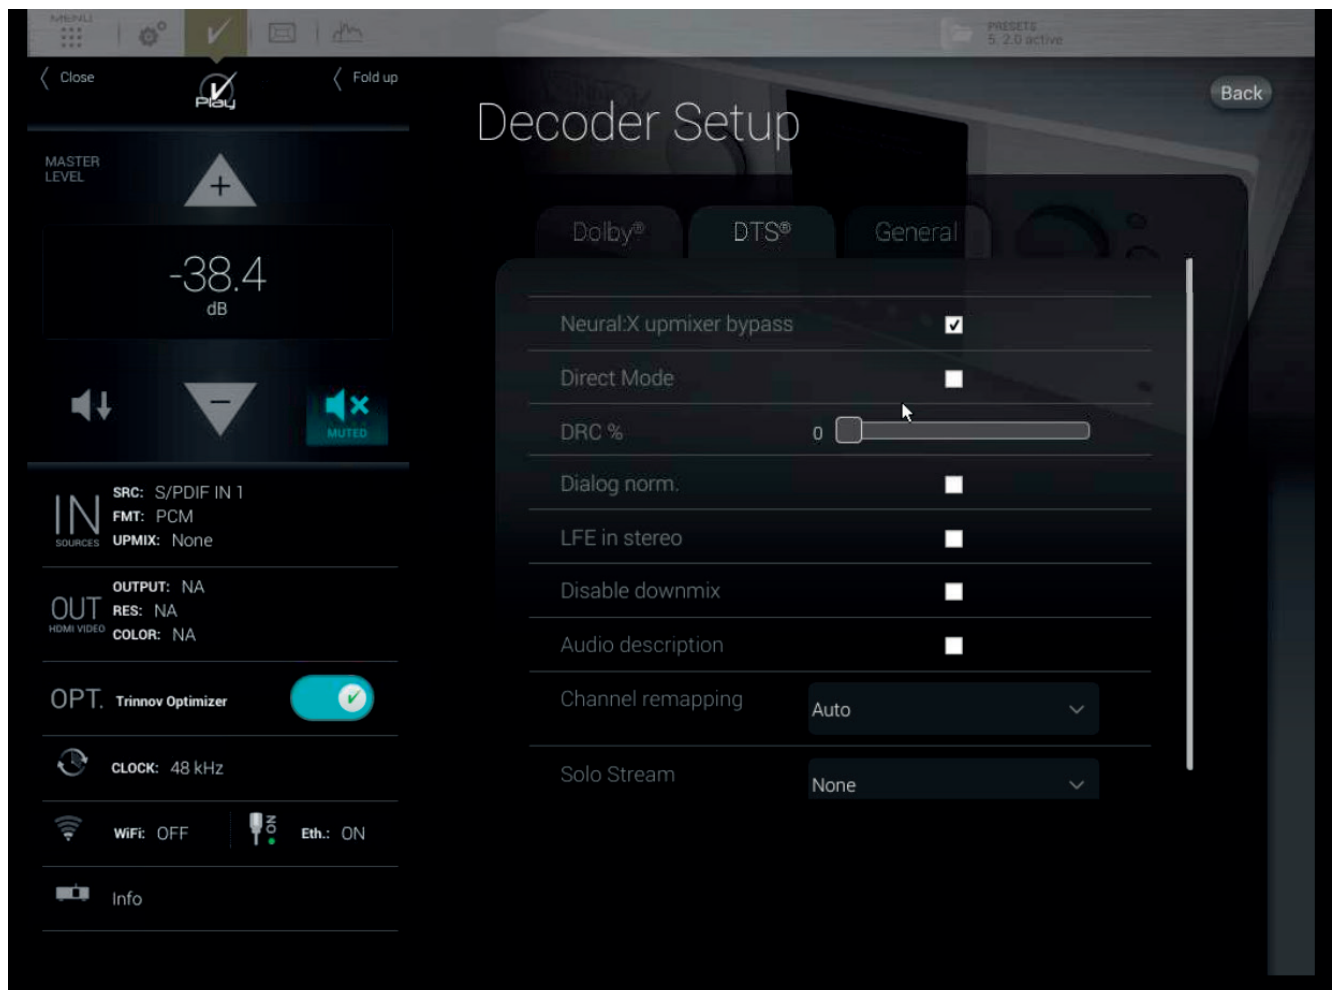 MENU
PRESETS
5. 2.0 active
Close
Play
Fold up
Back
Decoder Setup
MASTER
LEVEL
+
-38.4
dB
-
MUTED
Dolby®
DTS®
General
Neural:X upmixer bypass
Direct Mode
DRC %
0
Dialog norm.
LFE in stereo
Disable downmix
Audio description
Channel remapping
Auto
Solo Stream
None
IN
SOURCES
SRC: S/PDIF IN 1
FMT: PCM
UPMIX: None
OUT
HDMI VIDEO
OUTPUT: NA
RES: NA
COLOR: NA
OPT. Trinnov Optimizer
CLOCK: 48 kHz
WiFi: OFF
ON
Eth.: ON
Info